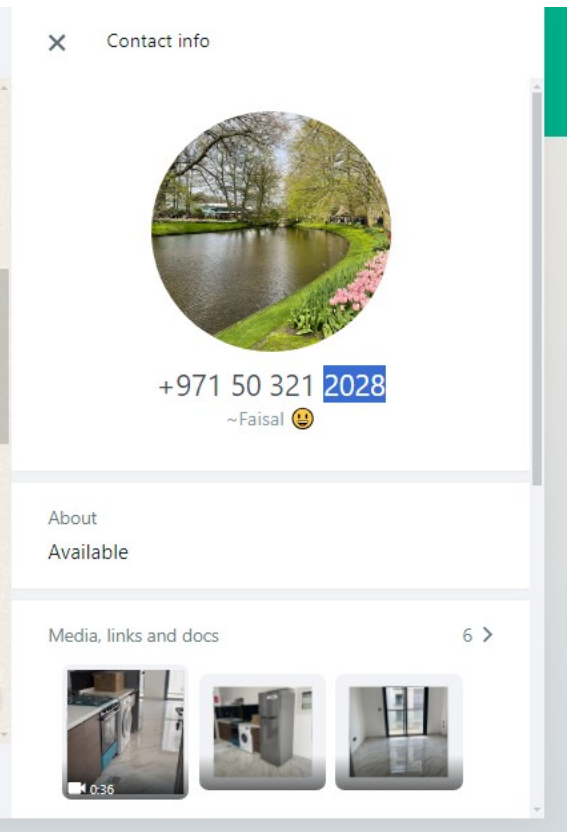 Contact info
+971 50 321 2028
~Faisal 😃
About
Available
Media, links and docs 6
0:36